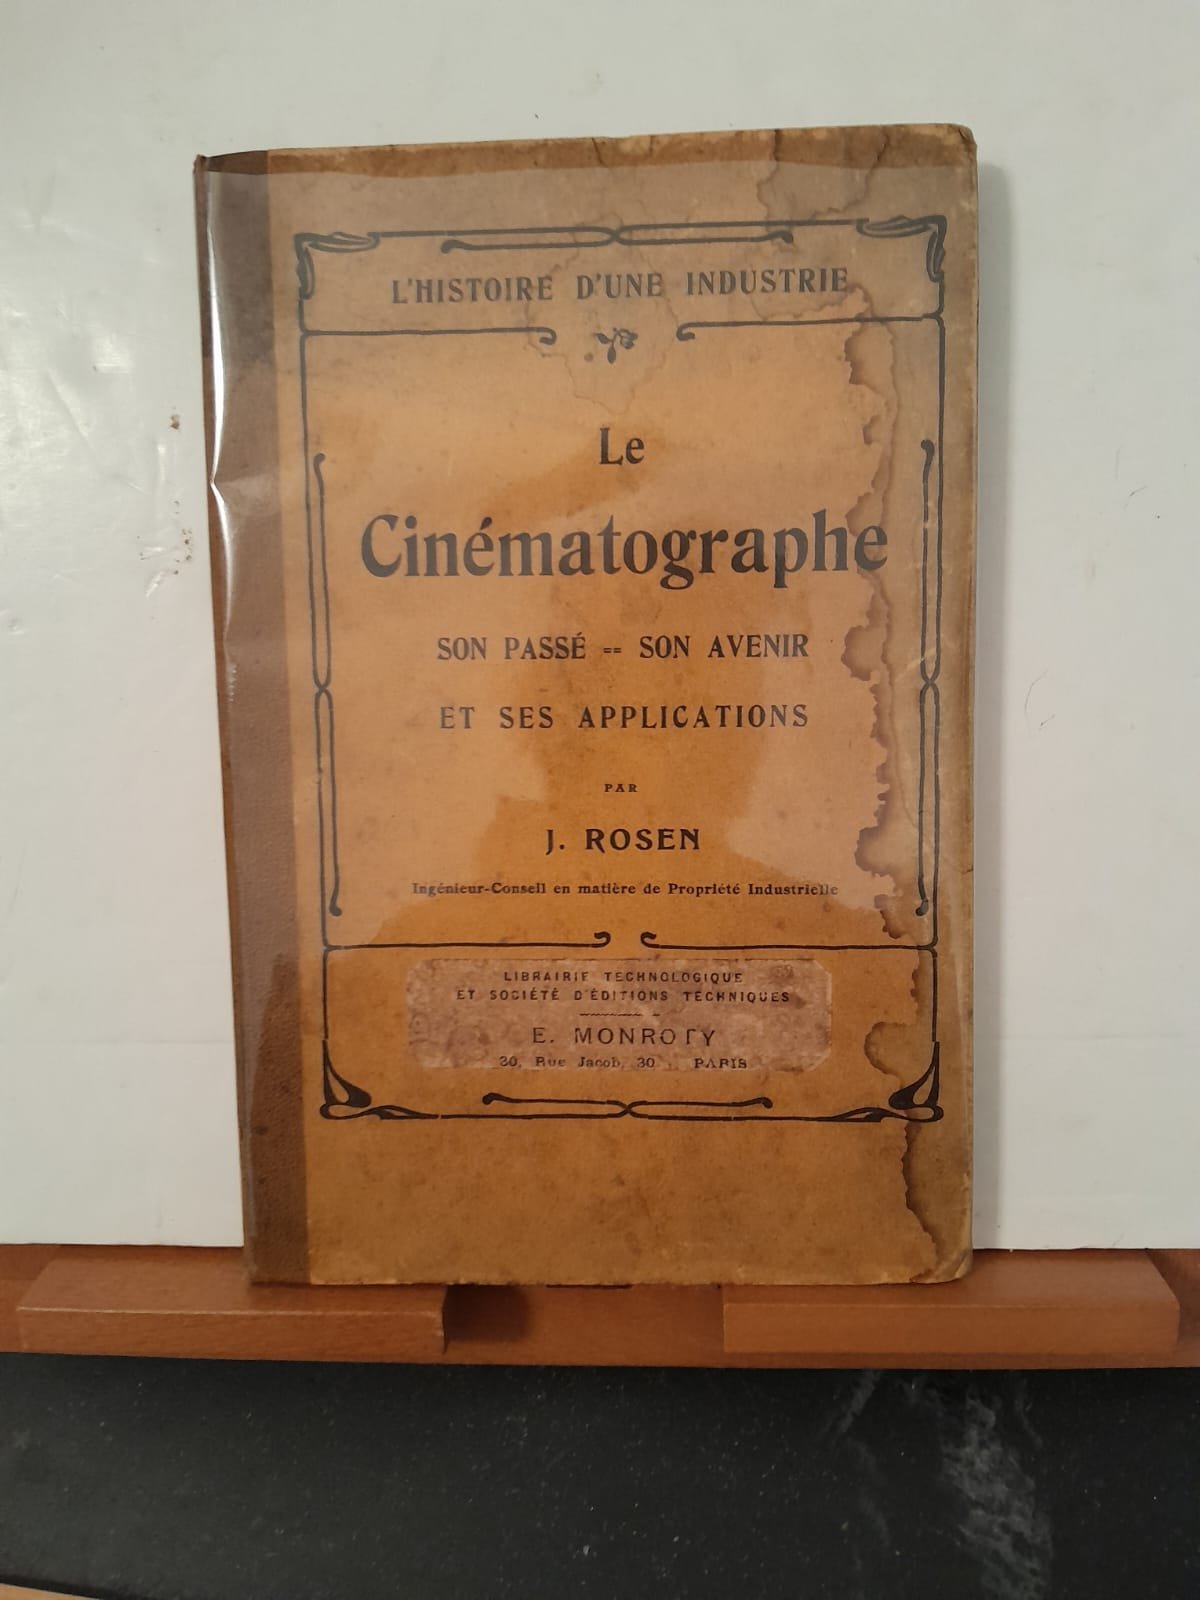 L'HISTOIRE D'UNE INDUSTRIE
Le
Cinématographe
SON PASSÉ == SON AVENIR
ET SES APPLICATIONS
PAR
J. ROSEN
Ingénieur-Conseil en matière de Propriété Industrielle
LIBRAIRIE TECHNOLOGIQUE
ET SOCIÉTÉ D'ÉDITIONS TECHNIQUES
E. MONROTY
30, Rue Jacob, 30 . PARIS